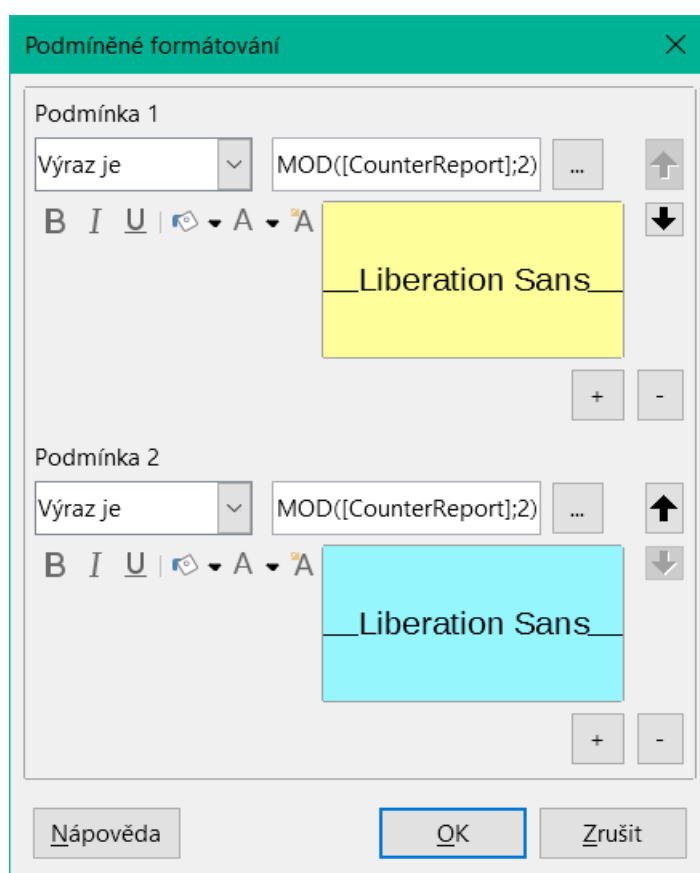 Podmíněné formátování
Podmínka 1
Výraz je MOD([CounterReport];2) ...
B I U A A
__Liberation Sans__
+ -
Podmínka 2
Výraz je MOD([CounterReport];2) ...
B I U A A
__Liberation Sans__
+ -
Nápověda OK Zrušit